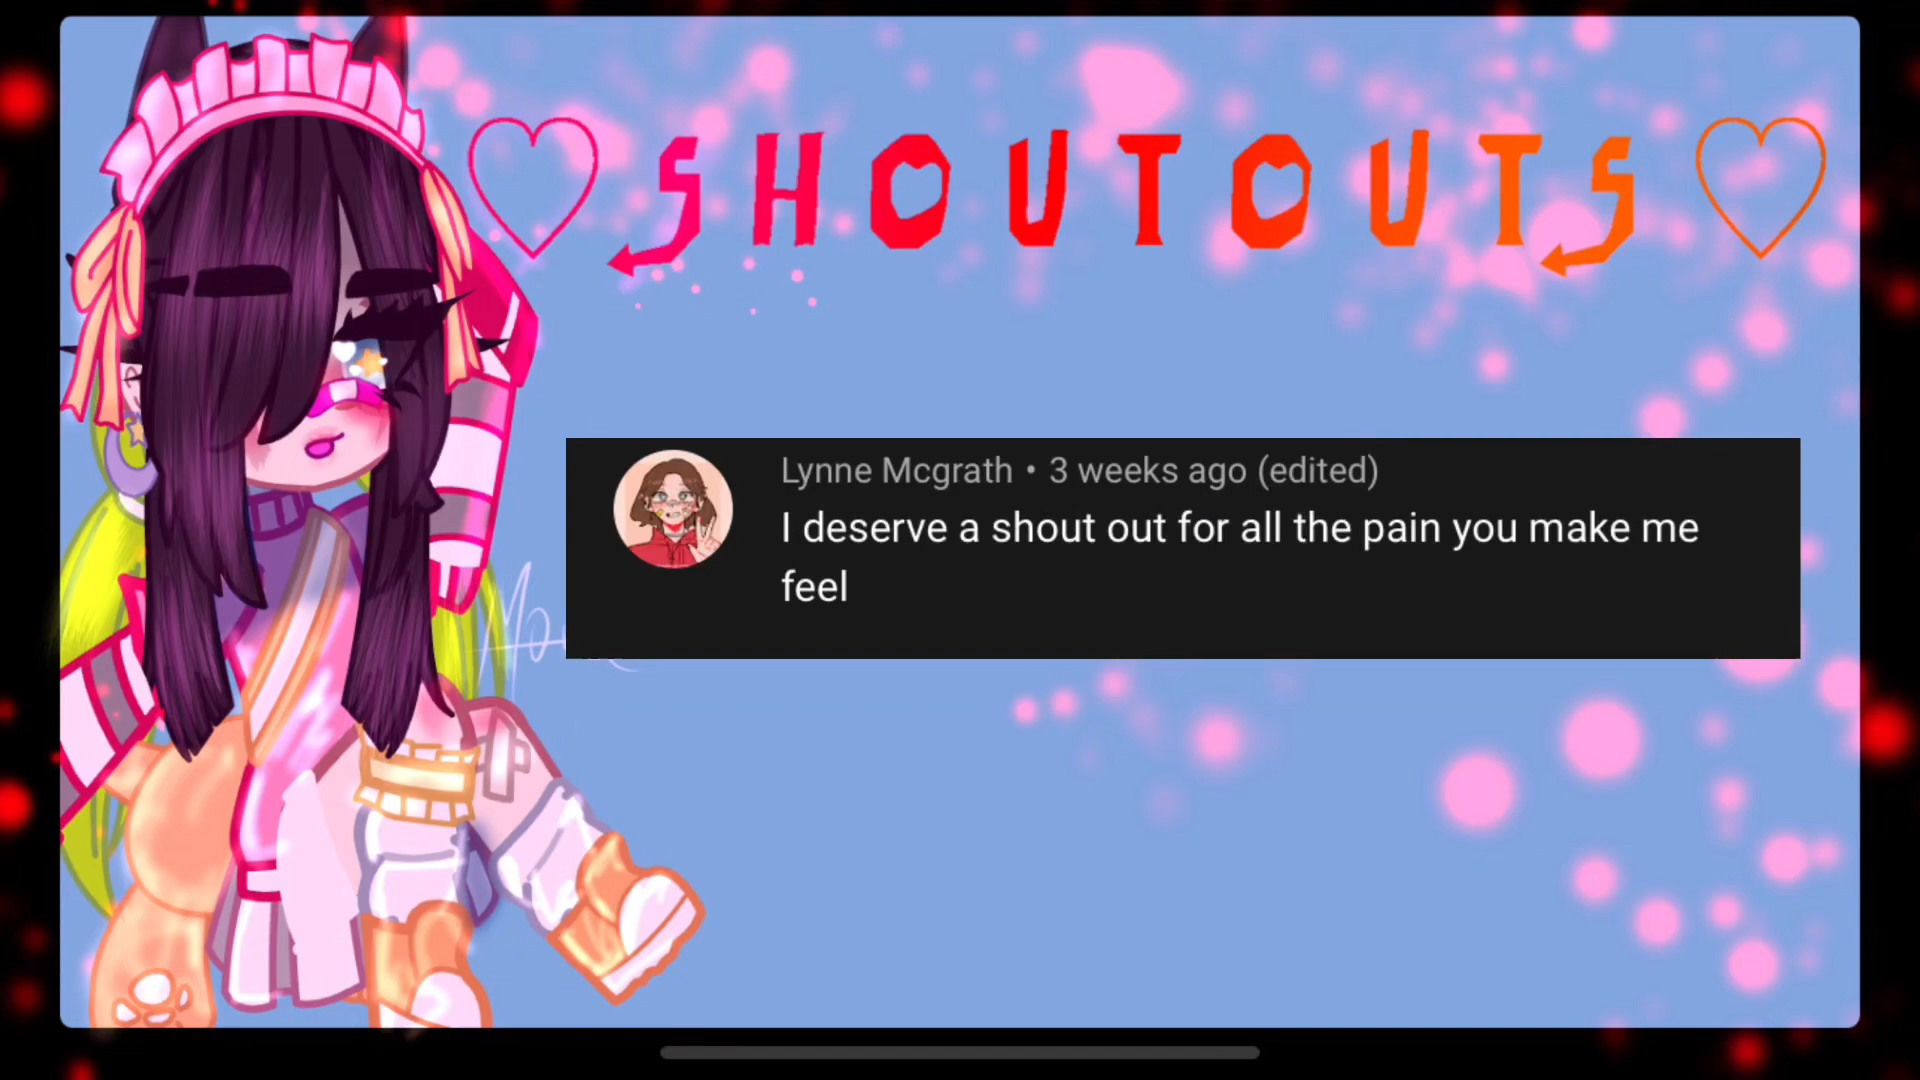 ♡SHOUTOUTS♡
Lynne Mcgrath • 3 weeks ago (edited)
I deserve a shout out for all the pain you make me
feel